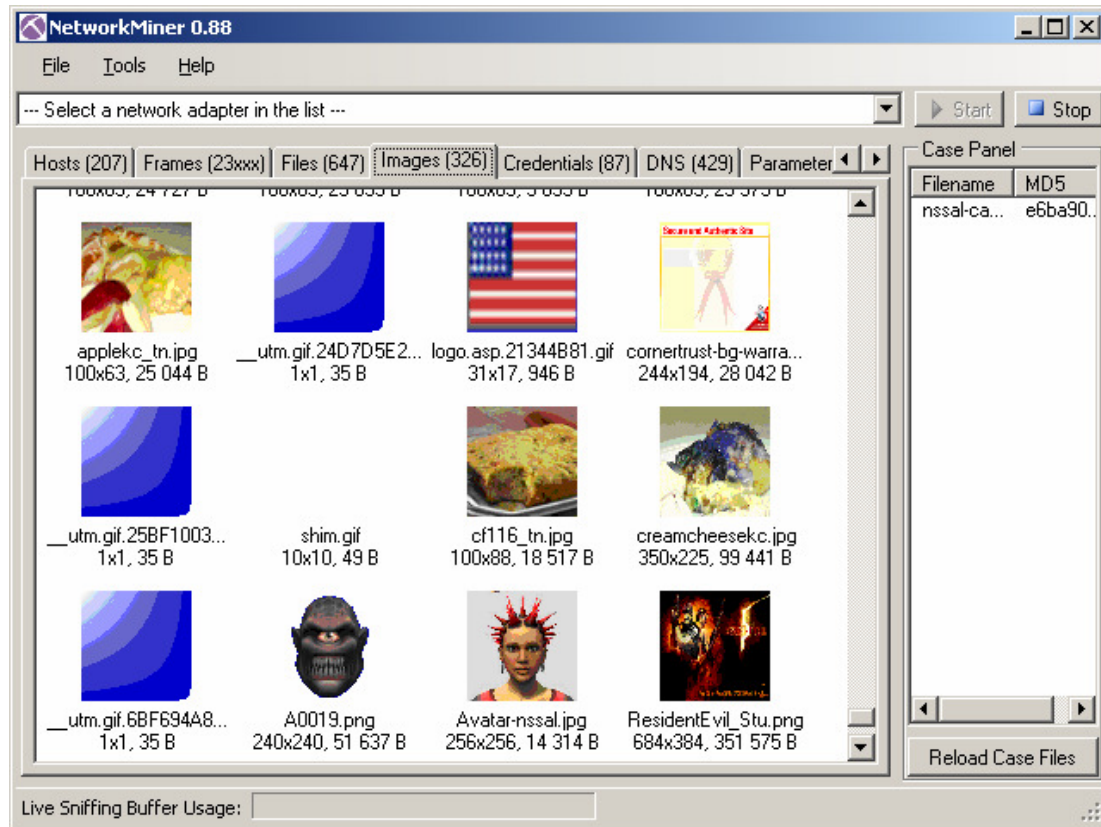 NetworkMiner 0.88
File Tools Help
--- Select a network adapter in the list ---
Start
Stop
Hosts (207) Frames (23xxx) Files (647) Images (326) Credentials (87) DNS (429) Parameter
Case Panel
Filename MD5
nssal-ca... e6ba90..
Secure and Authentic Site
applekc_tn.jpg
100x63, 25 044 B
__utm.gif.24D7D5E2...
1x1, 35 B
logo.asp.21344B81.gif
31x17, 946 B
cornertrust-bg-warra...
244x194, 28 042 B
__utm.gif.25BF1003...
1x1, 35 B
shim.gif
10x10, 49 B
cf116_tn.jpg
100x88, 18 517 B
creamcheesekc.jpg
350x225, 99 441 B
__utm.gif.6BF694A8...
1x1, 35 B
A0019.png
240x240, 51 637 B
Avatar-nssal.jpg
256x256, 14 314 B
ResidentEvil_Stu.png
684x384, 351 575 B
Reload Case Files
Live Sniffing Buffer Usage: